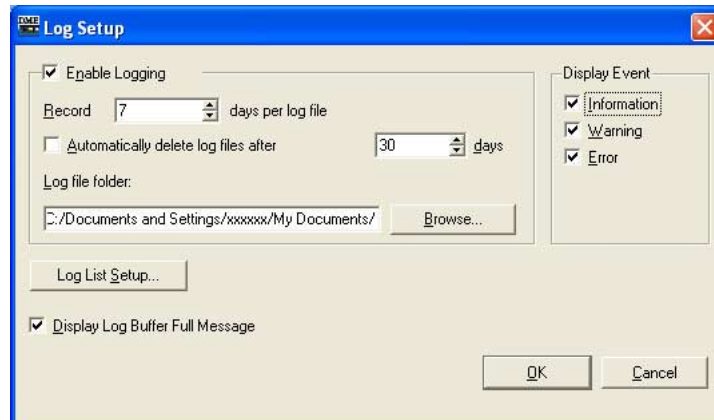 DME
Log Setup
Enable Logging
Record 7 days per log file
Automatically delete log files after 30 days
Log file folder:
C:/Documents and Settings/xxxxxx/My Documents/
Browse...
Display Event
Information
Warning
Error
Log List Setup...
Display Log Buffer Full Message
OK
Cancel